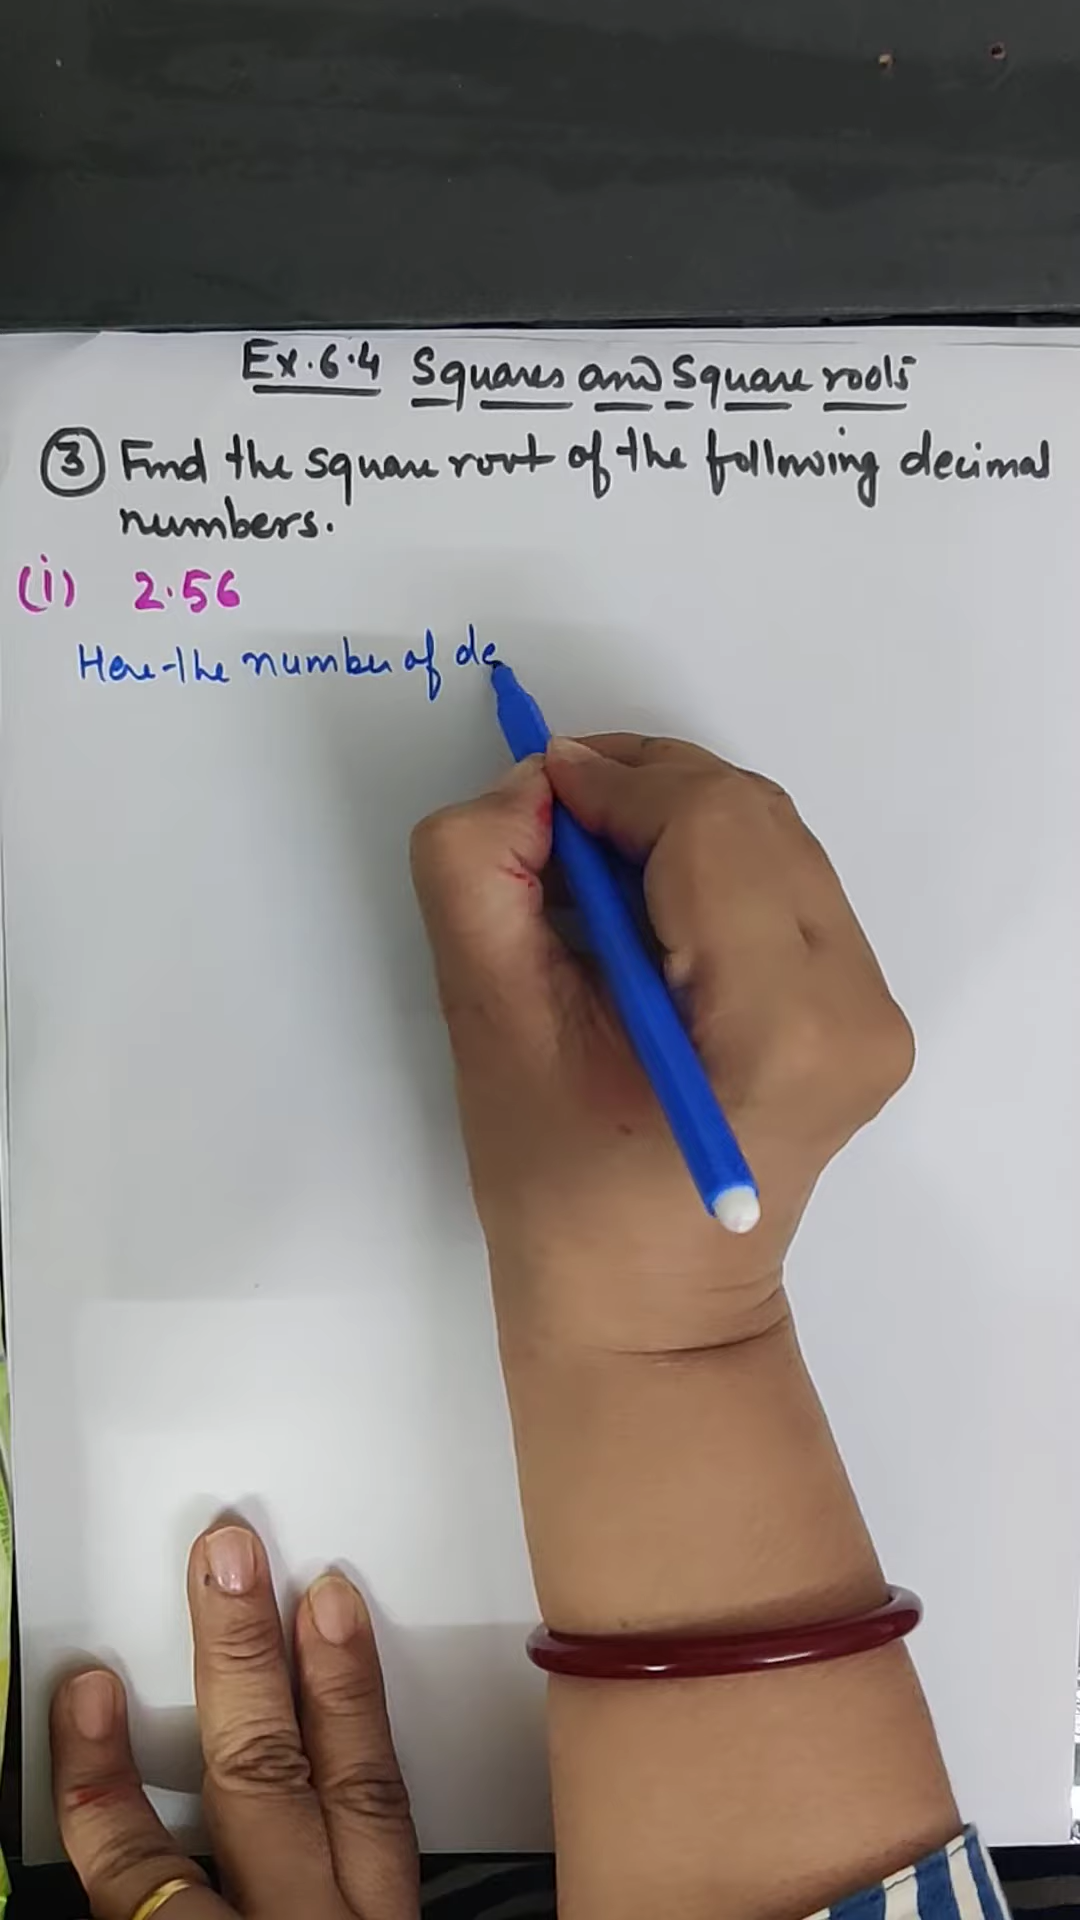 Ex.6.4 Squares and Square roots
③ Find the square root of the following decimal
numbers.
(i) 2.56
Here the number of de